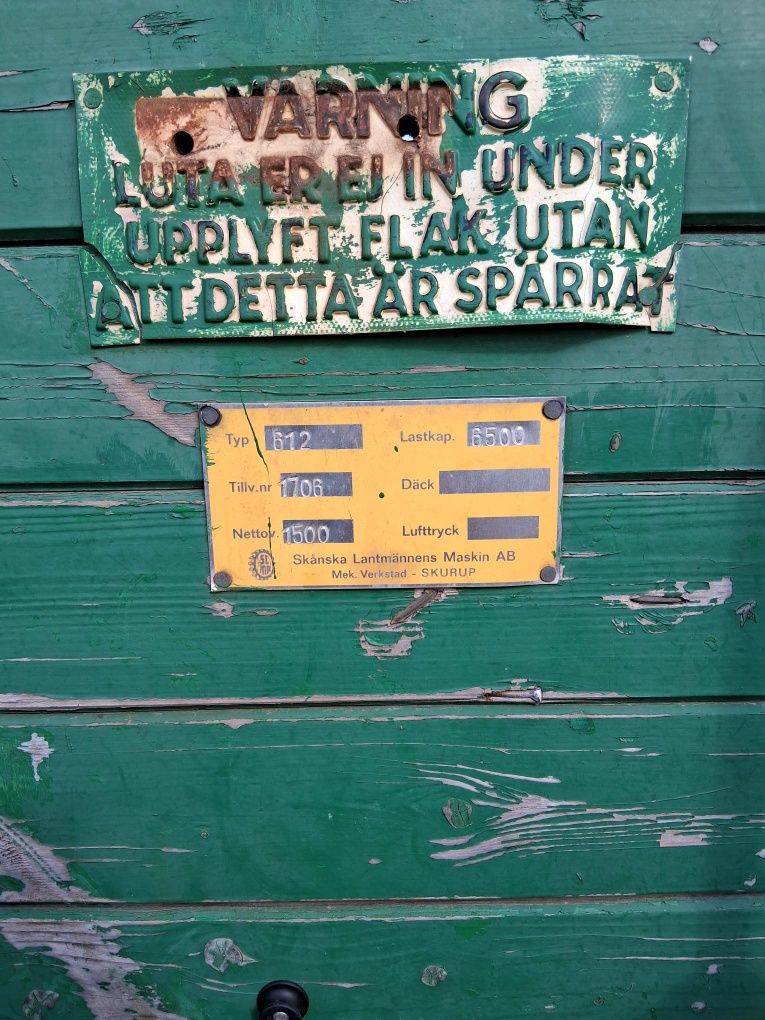 VARNING
LUTA ER EJ IN UNDER
UPPLYFT FLAK UTAN
ATT DETTA ÄR SPÄRRAT
Typ 612 Lastkap. 6500
Tillv.nr 1706 Däck
Nettov. 1500 Lufttryck
Skånska Lantmännens Maskin AB
Mek. Verkstad - SKURUP